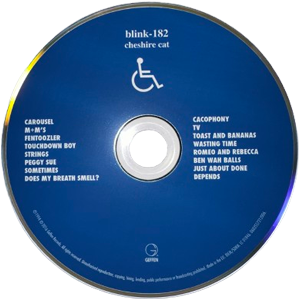 blink-182
cheshire cat
CAROUSEL
M+M'S
FENTOOZLER
TOUCHDOWN BOY
STRINGS
PEGGY SUE
SOMETIMES
DOES MY BREATH SMELL?
CACOPHONY
TV
TOAST AND BANANAS
WASTING TIME
ROMEO AND REBECCA
BEN WAH BALLS
JUST ABOUT DONE
DEPENDS
G
GEFFEN